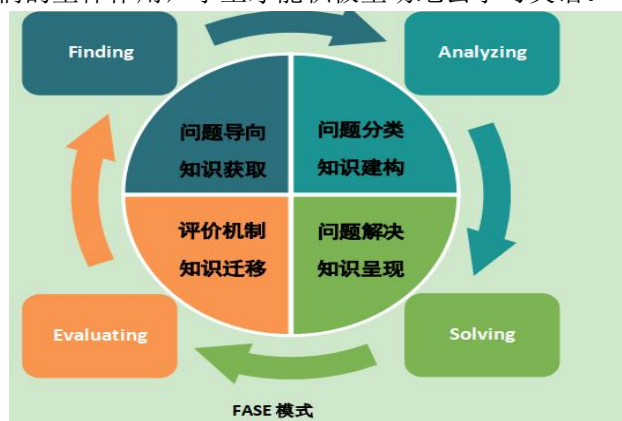 Finding
Analyzing
问题导向
知识获取
问题分类
知识建构
评价机制
知识迁移
问题解决
知识呈现
Evaluating
Solving
FASE 模式